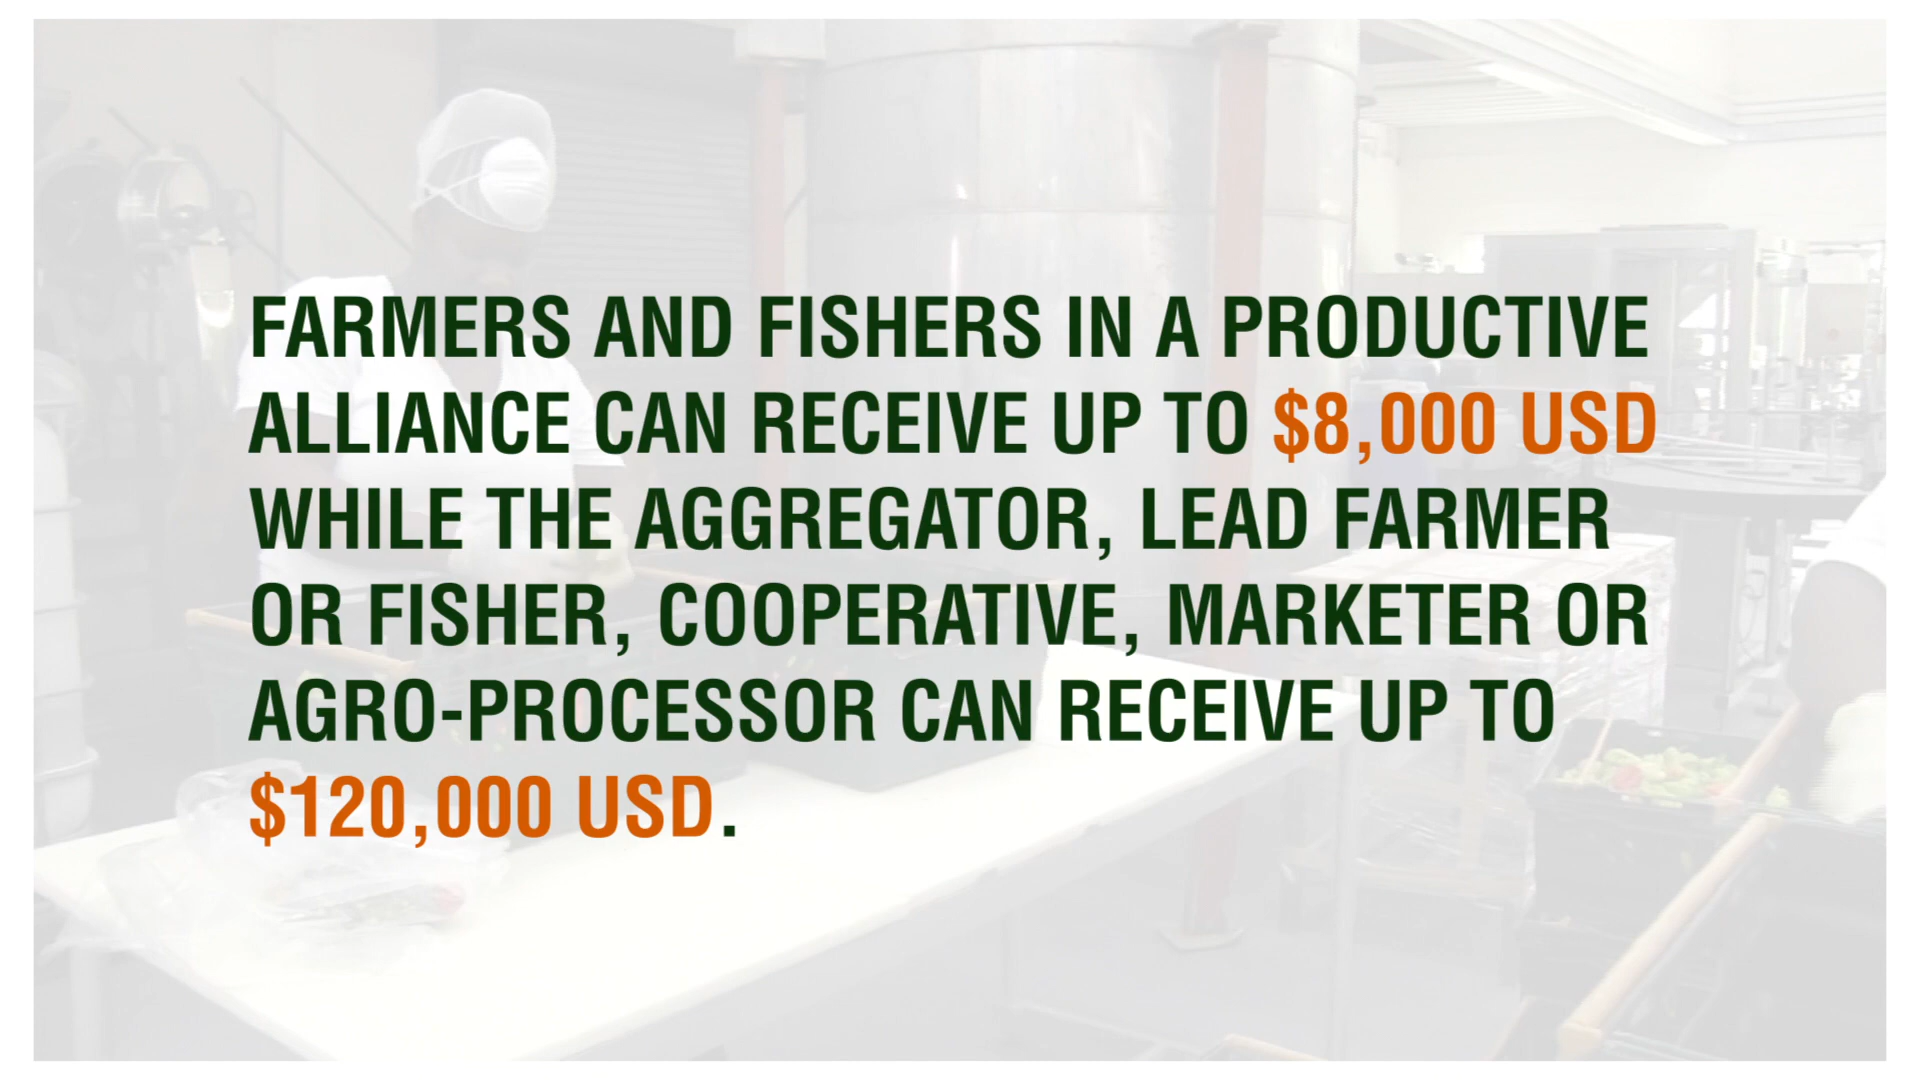 FARMERS AND FISHERS IN A PRODUCTIVE
ALLIANCE CAN RECEIVE UP TO $8,000 USD
WHILE THE AGGREGATOR, LEAD FARMER
OR FISHER, COOPERATIVE, MARKETER OR
AGRO-PROCESSOR CAN RECEIVE UP TO
$120,000 USD.